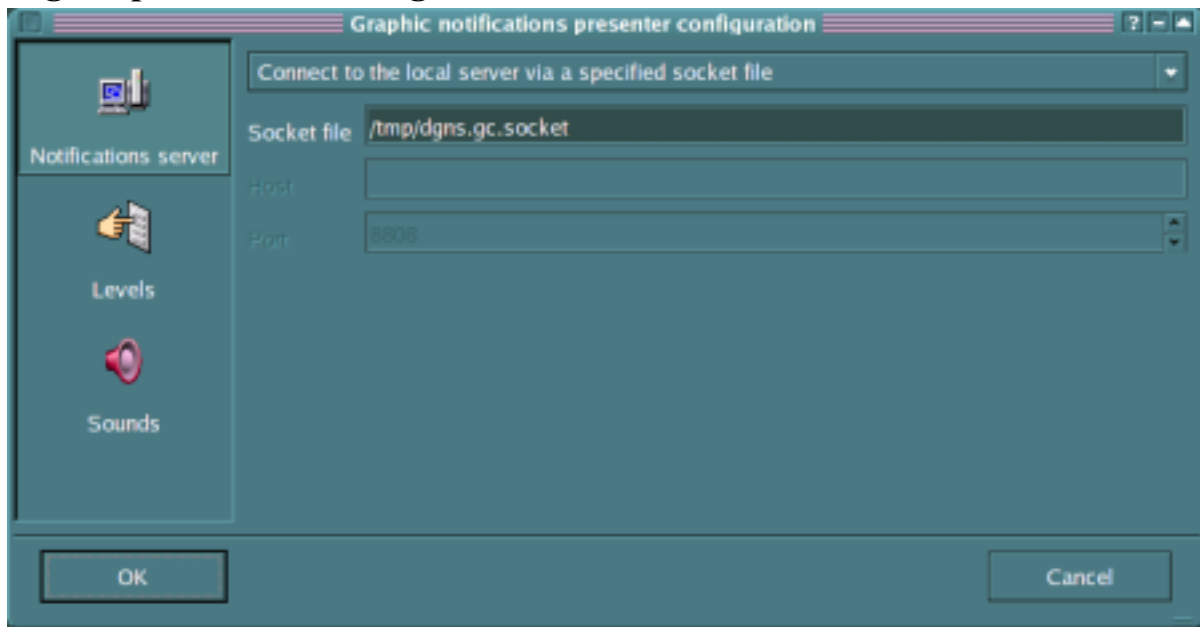 Graphic notifications presenter configuration
Connect to the local server via a specified socket file
Socket file /tmp/dgns.gc.socket
Notifications server
Host
Port 8808
Levels
Sounds
OK Cancel